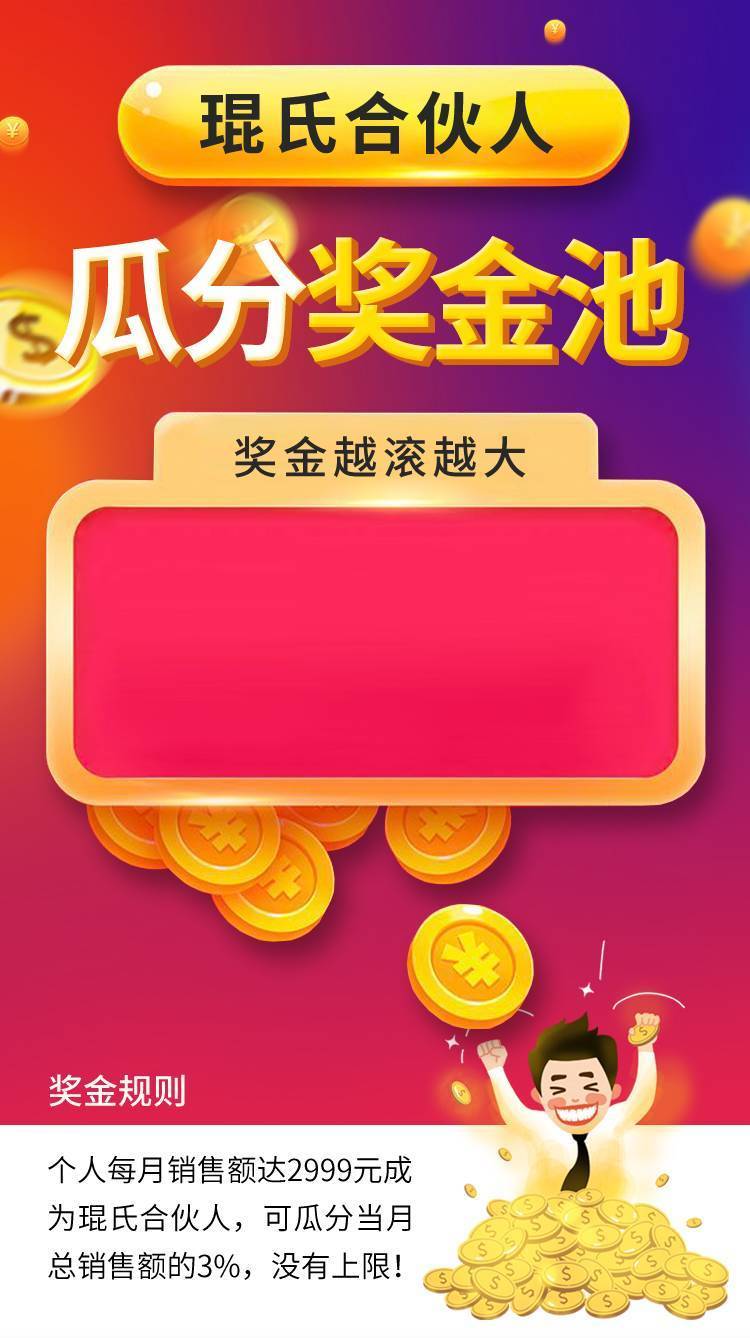 琨氏合伙人
瓜分奖金池
奖金越滚越大
奖金规则
个人每月销售额达2999元成
为琨氏合伙人，可瓜分当月
总销售额的3%，没有上限！